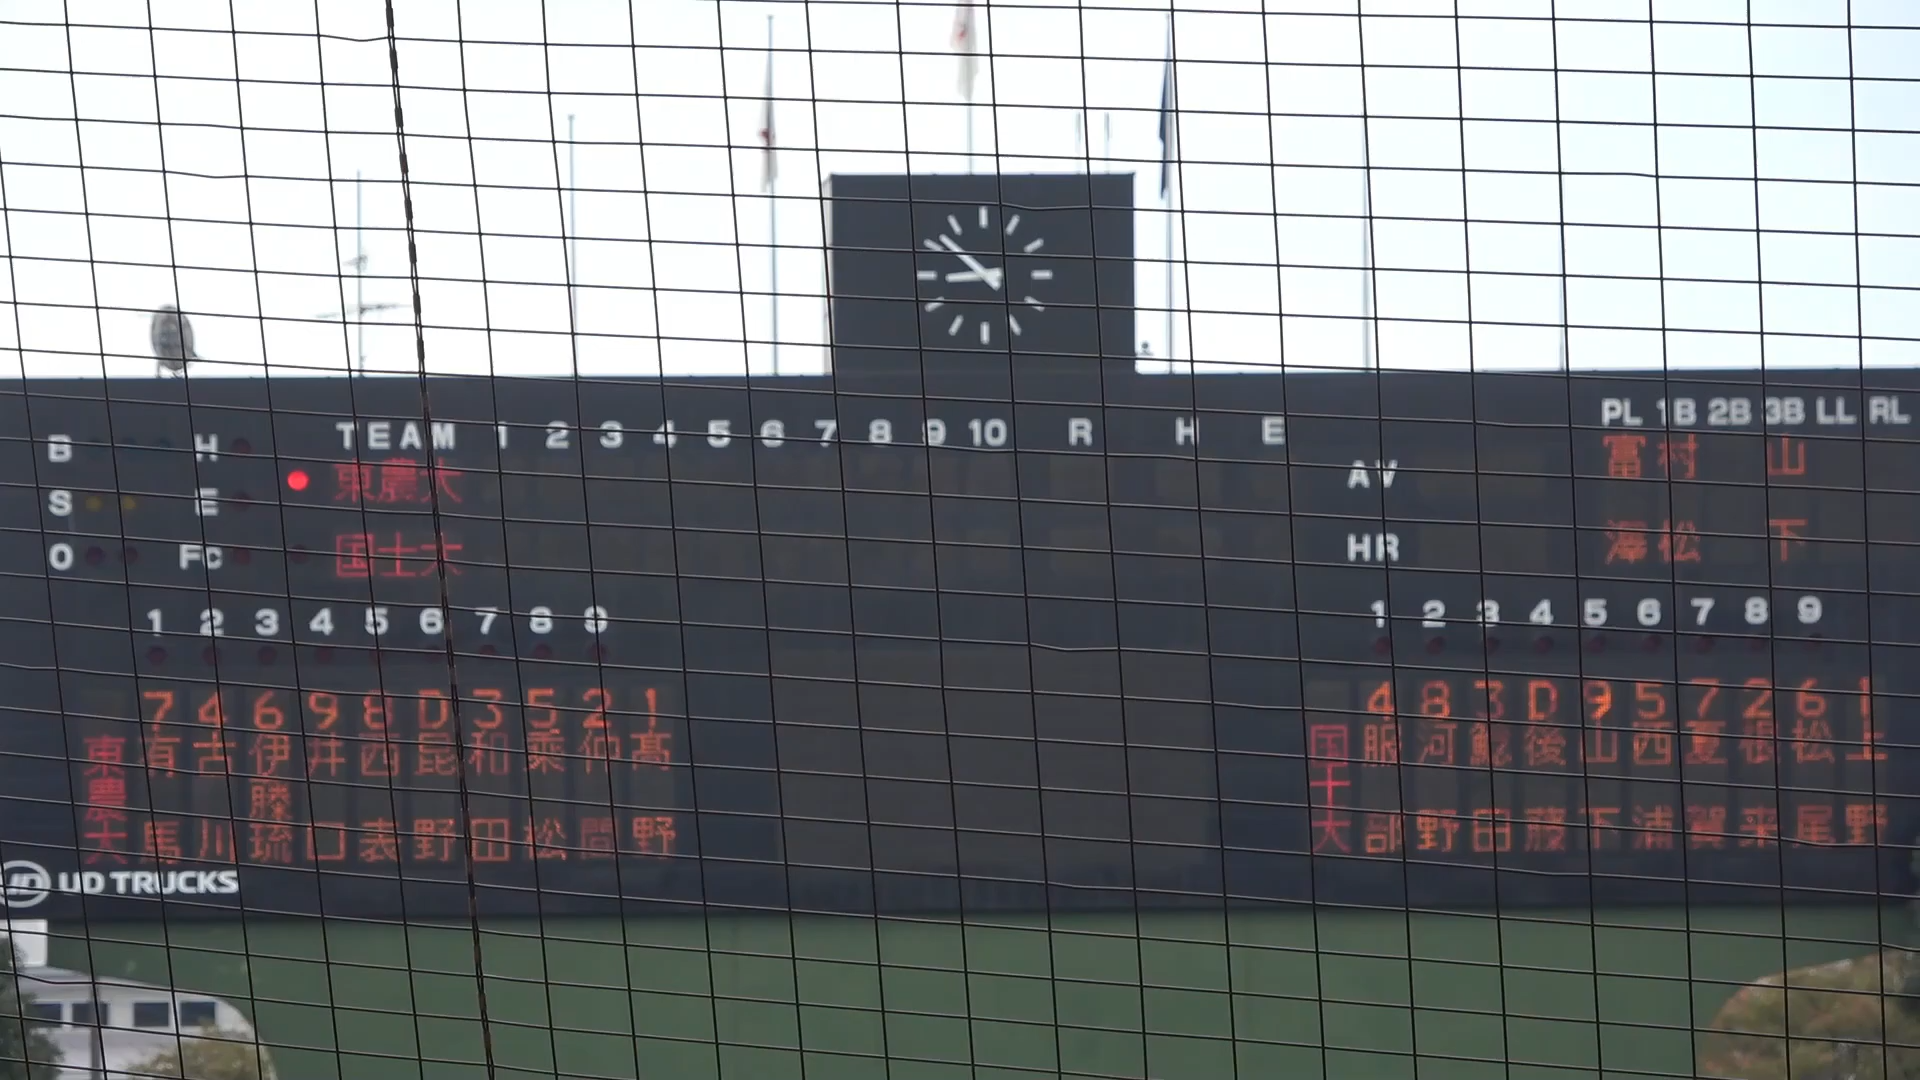 PL 1B 2B 3B LL RL
B H TEAM 1 2 3 4 5 6 7 8 9 10 R H E
富 村 山
東農大
AV
S E
澤 松 下
国士大
HR
O Fc
1 2 3 4 5 6 7 8 9
1 2 3 4 5 6 7 8 9
7 4 6 9 8 D 3 5 2 1
東農大
有馬
古川
伊藤琉
井口
西表
昆野
和田
乗松
仲間
髙野
4 8 3 D 9 5 7 2 6 1
国士大
服部
河野
鯨田
後藤
山下
西浦
夏賀
根来
松尾
上野
UD TRUCKS